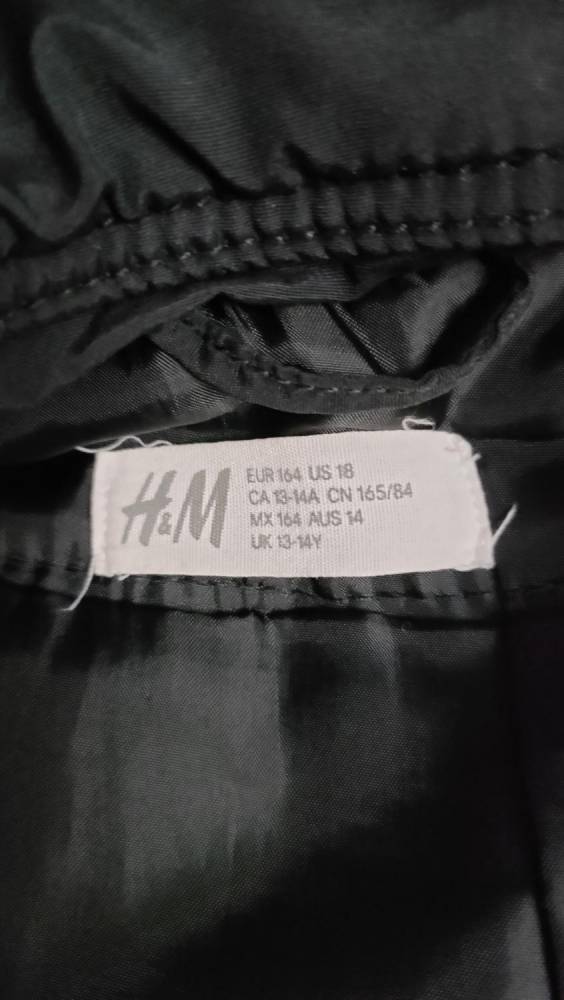 H&M
EUR 164 US 18
CA 13-14A CN 165/84
MX 164 AUS 14
UK 13-14Y